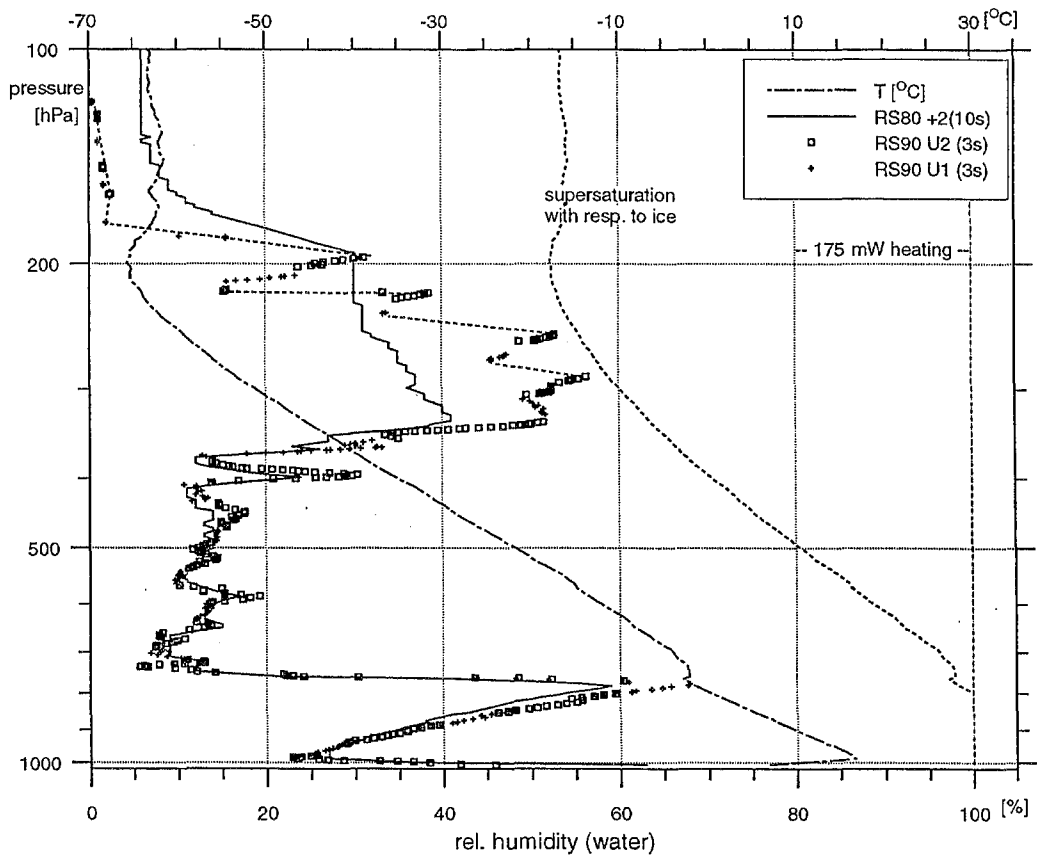 -70 -50 -30 -10 10 30 [°C]
100
pressure
[hPa]
T [°C]
RS80 +2(10s)
RS90 U2 (3s)
RS90 U1 (3s)
supersaturation
with resp. to ice
175 mW heating
200
500
1000
0 20 40 60 80 100 [%]
rel. humidity (water)